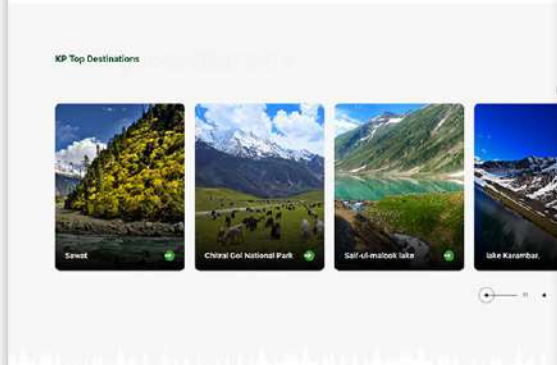 KP Top Destinations
Sawat
Chitral Gol National Park
Saif-ul-malook lake
lake Karambar.